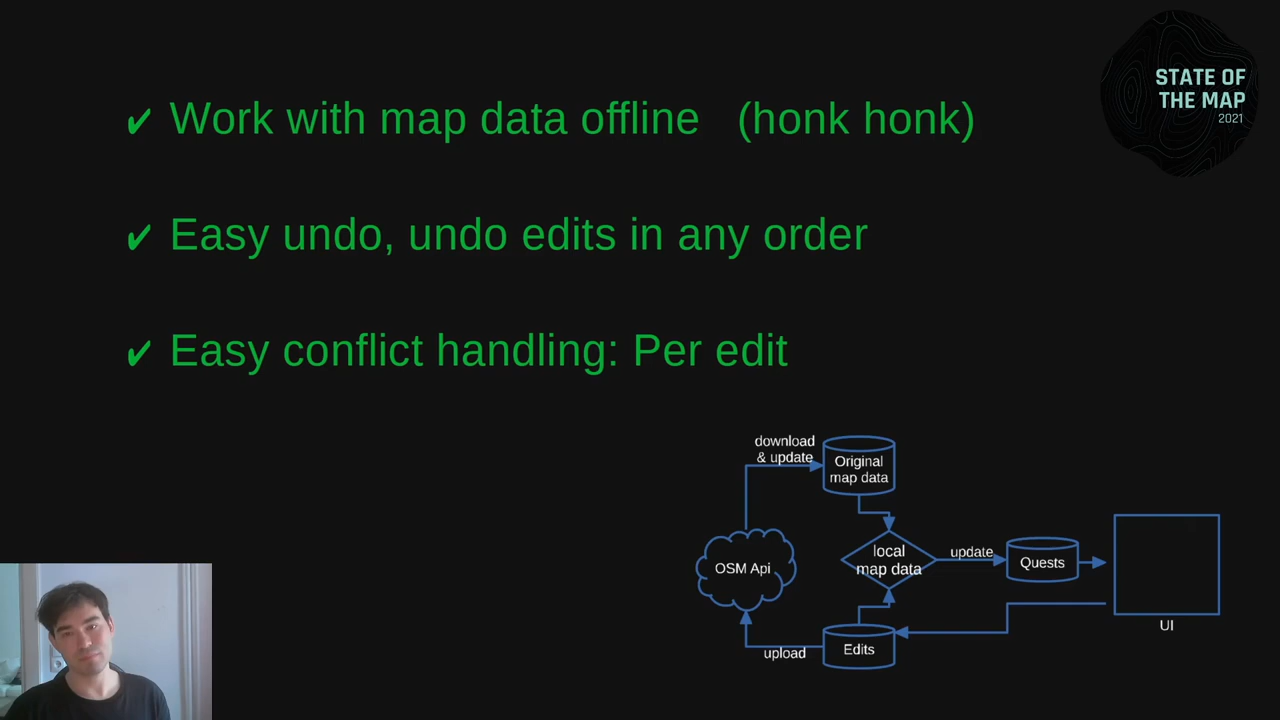 STATE OF
THE MAP
2021
✔ Work with map data offline (honk honk)
✔ Easy undo, undo edits in any order
✔ Easy conflict handling: Per edit
download
& update
Original
map data
OSM Api
local
map data
update
Quests
UI
upload
Edits